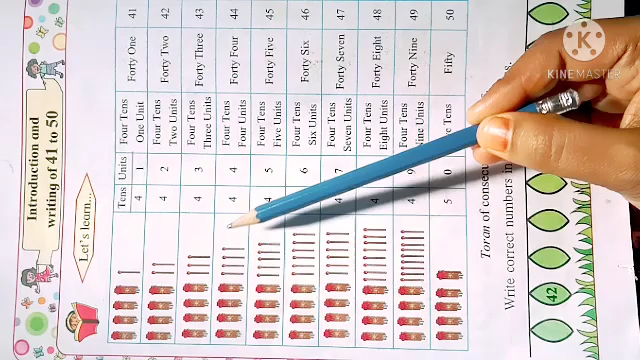 Introduction and
writing of 41 to 50
Let's learn...
Tens Units
4 1 Four Tens One Unit Forty One 41
4 2 Four Tens Two Units Forty Two 42
4 3 Four Tens Three Units Forty Three 43
4 4 Four Tens Four Units Forty Four 44
4 5 Four Tens Five Units Forty Five 45
4 6 Four Tens Six Units Forty Six 46
4 7 Four Tens Seven Units Forty Seven 47
4 8 Four Tens Eight Units Forty Eight 48
4 9 Four Tens Nine Units Forty Nine 49
5 0 Tens Fifty 50
Toran of
Write correct numbers in
42
KINEMASTER